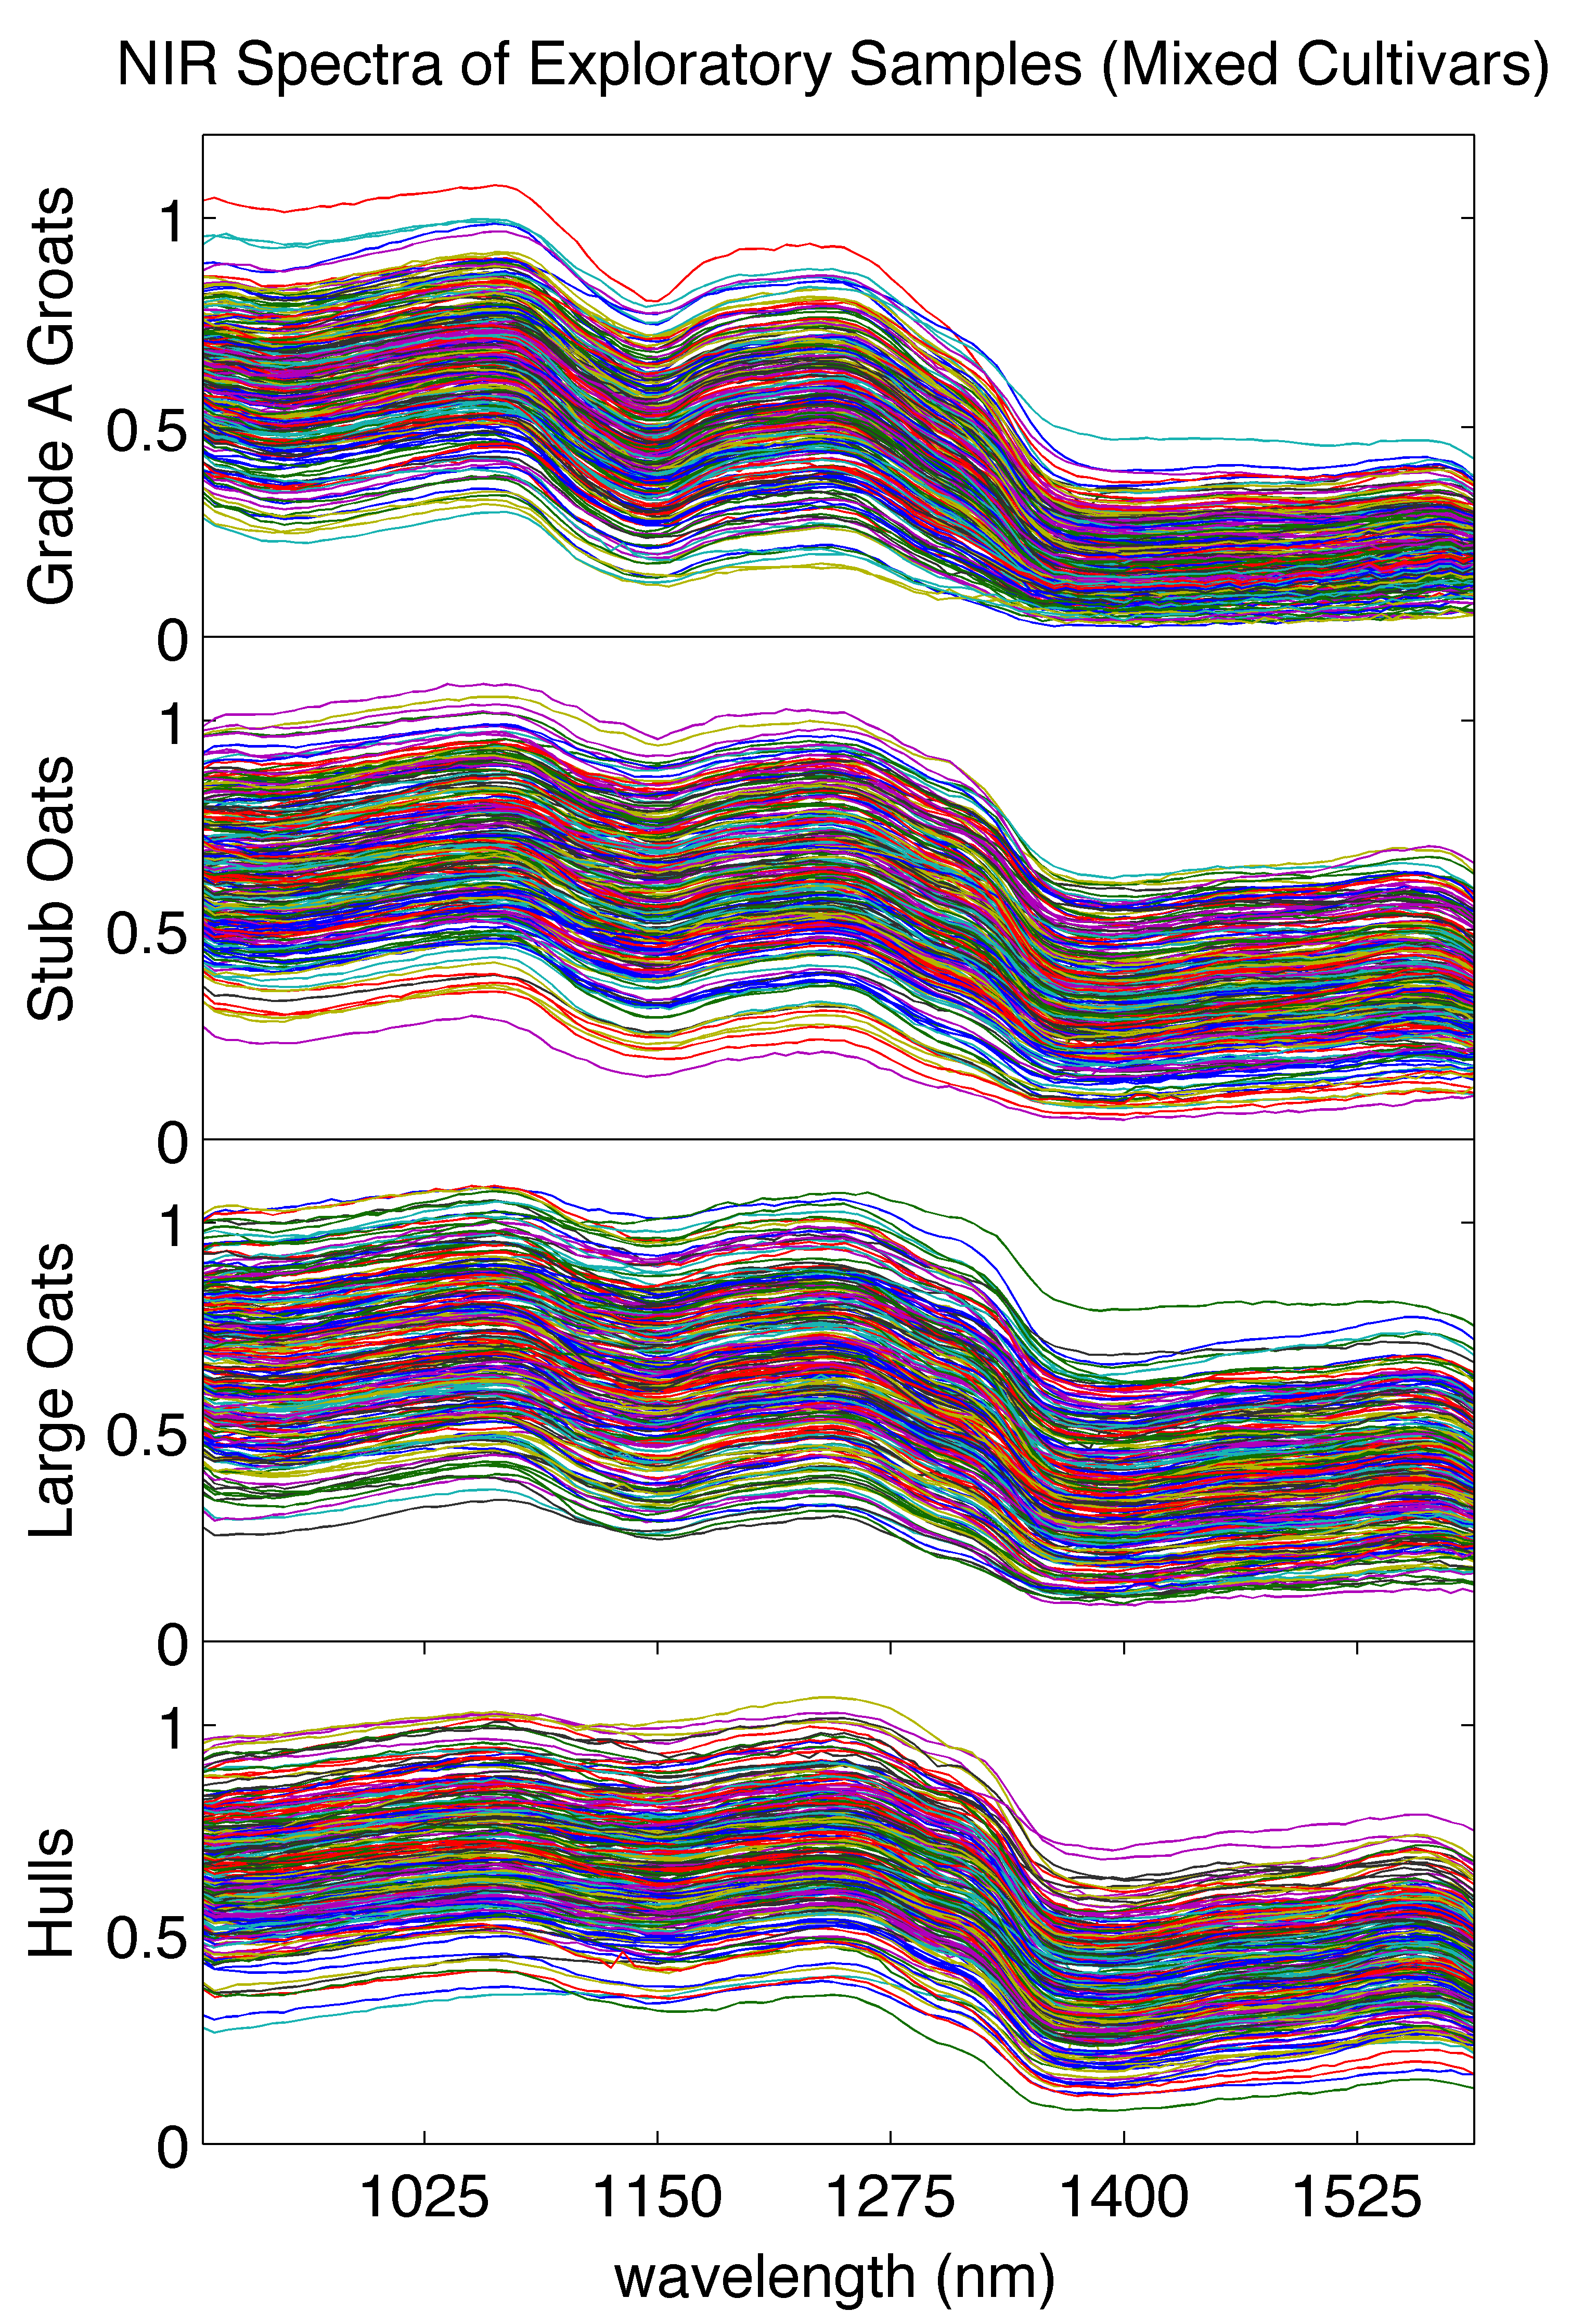 NIR Spectra of Exploratory Samples (Mixed Cultivars)
Grade A Groats
1
0.5
0
Stub Oats
1
0.5
0
Large Oats
1
0.5
0
Hulls
1
0.5
0
1025 1150 1275 1400 1525
wavelength (nm)